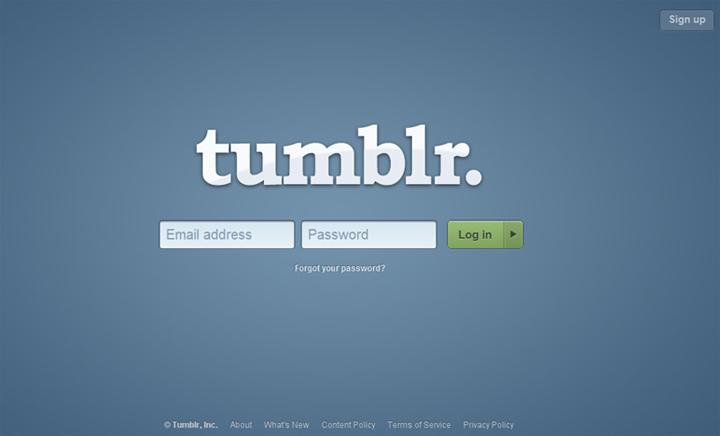 Sign up
tumblr.
Email address Password Log in
Forgot your password?
© Tumblr, Inc. About What's New Content Policy Terms of Service Privacy Policy